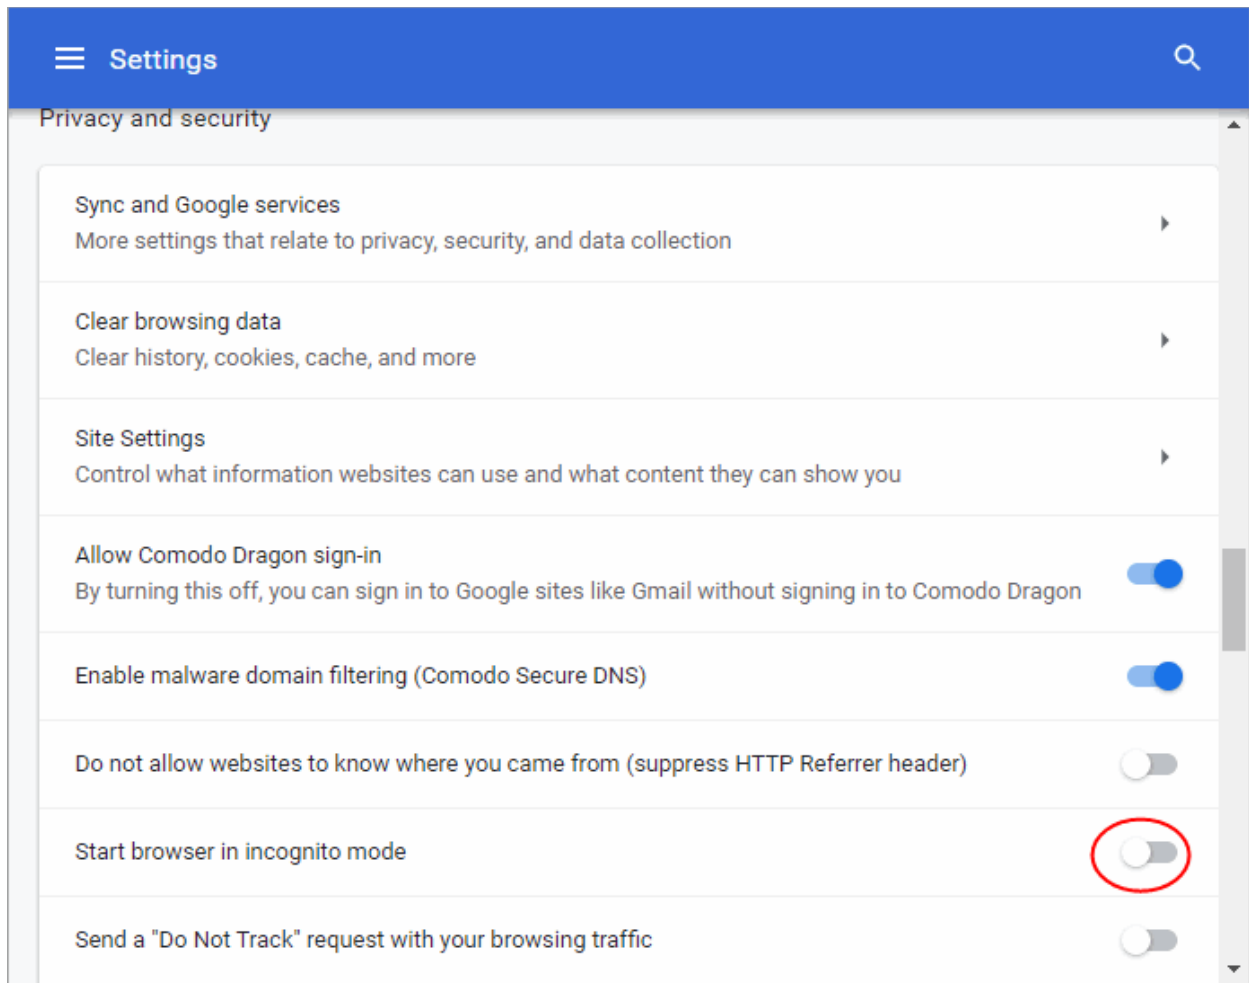 Settings
Privacy and security
Sync and Google services
More settings that relate to privacy, security, and data collection
Clear browsing data
Clear history, cookies, cache, and more
Site Settings
Control what information websites can use and what content they can show you
Allow Comodo Dragon sign-in
By turning this off, you can sign in to Google sites like Gmail without signing in to Comodo Dragon
Enable malware domain filtering (Comodo Secure DNS)
Do not allow websites to know where you came from (suppress HTTP Referrer header)
Start browser in incognito mode
Send a "Do Not Track" request with your browsing traffic